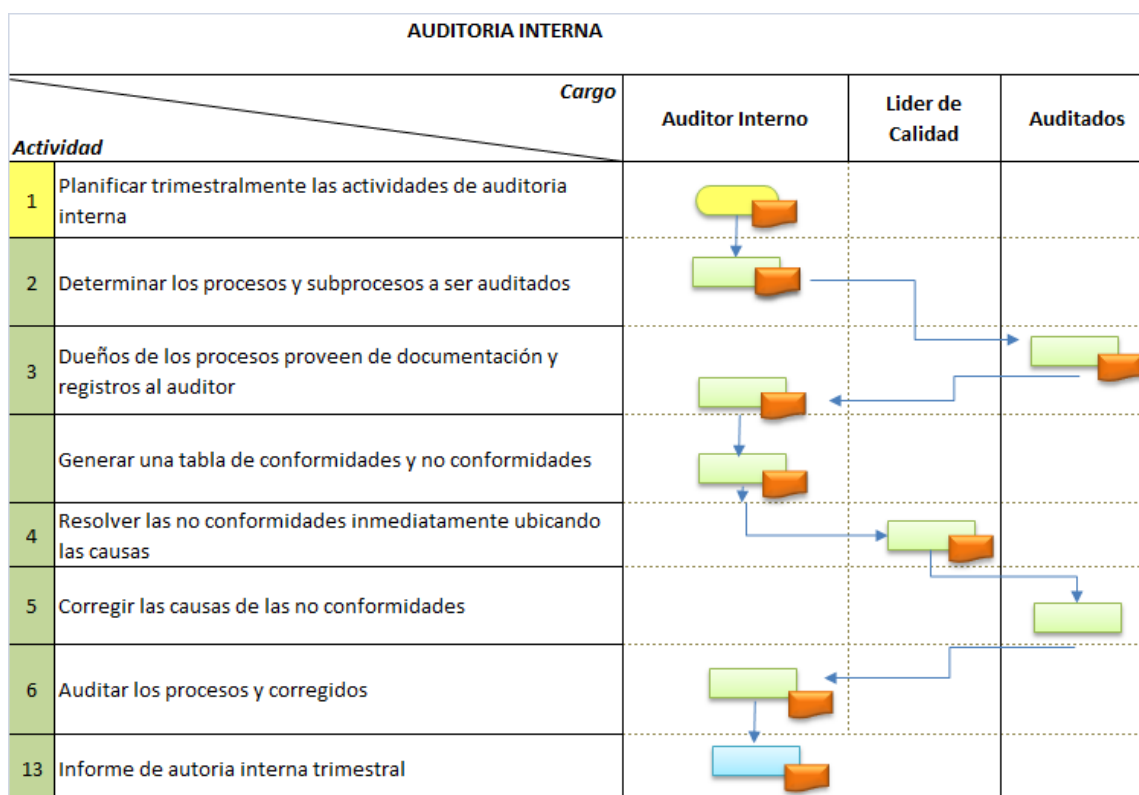 AUDITORIA INTERNA
Cargo
Actividad
Auditor Interno
Lider de
Calidad
Auditados
1
Planificar trimestralmente las actividades de auditoria
interna
2
Determinar los procesos y subprocesos a ser auditados
3
Dueños de los procesos proveen de documentación y
registros al auditor
Generar una tabla de conformidades y no conformidades
4
Resolver las no conformidades inmediatamente ubicando
las causas
5
Corregir las causas de las no conformidades
6
Auditar los procesos y corregidos
13
Informe de autoria interna trimestral